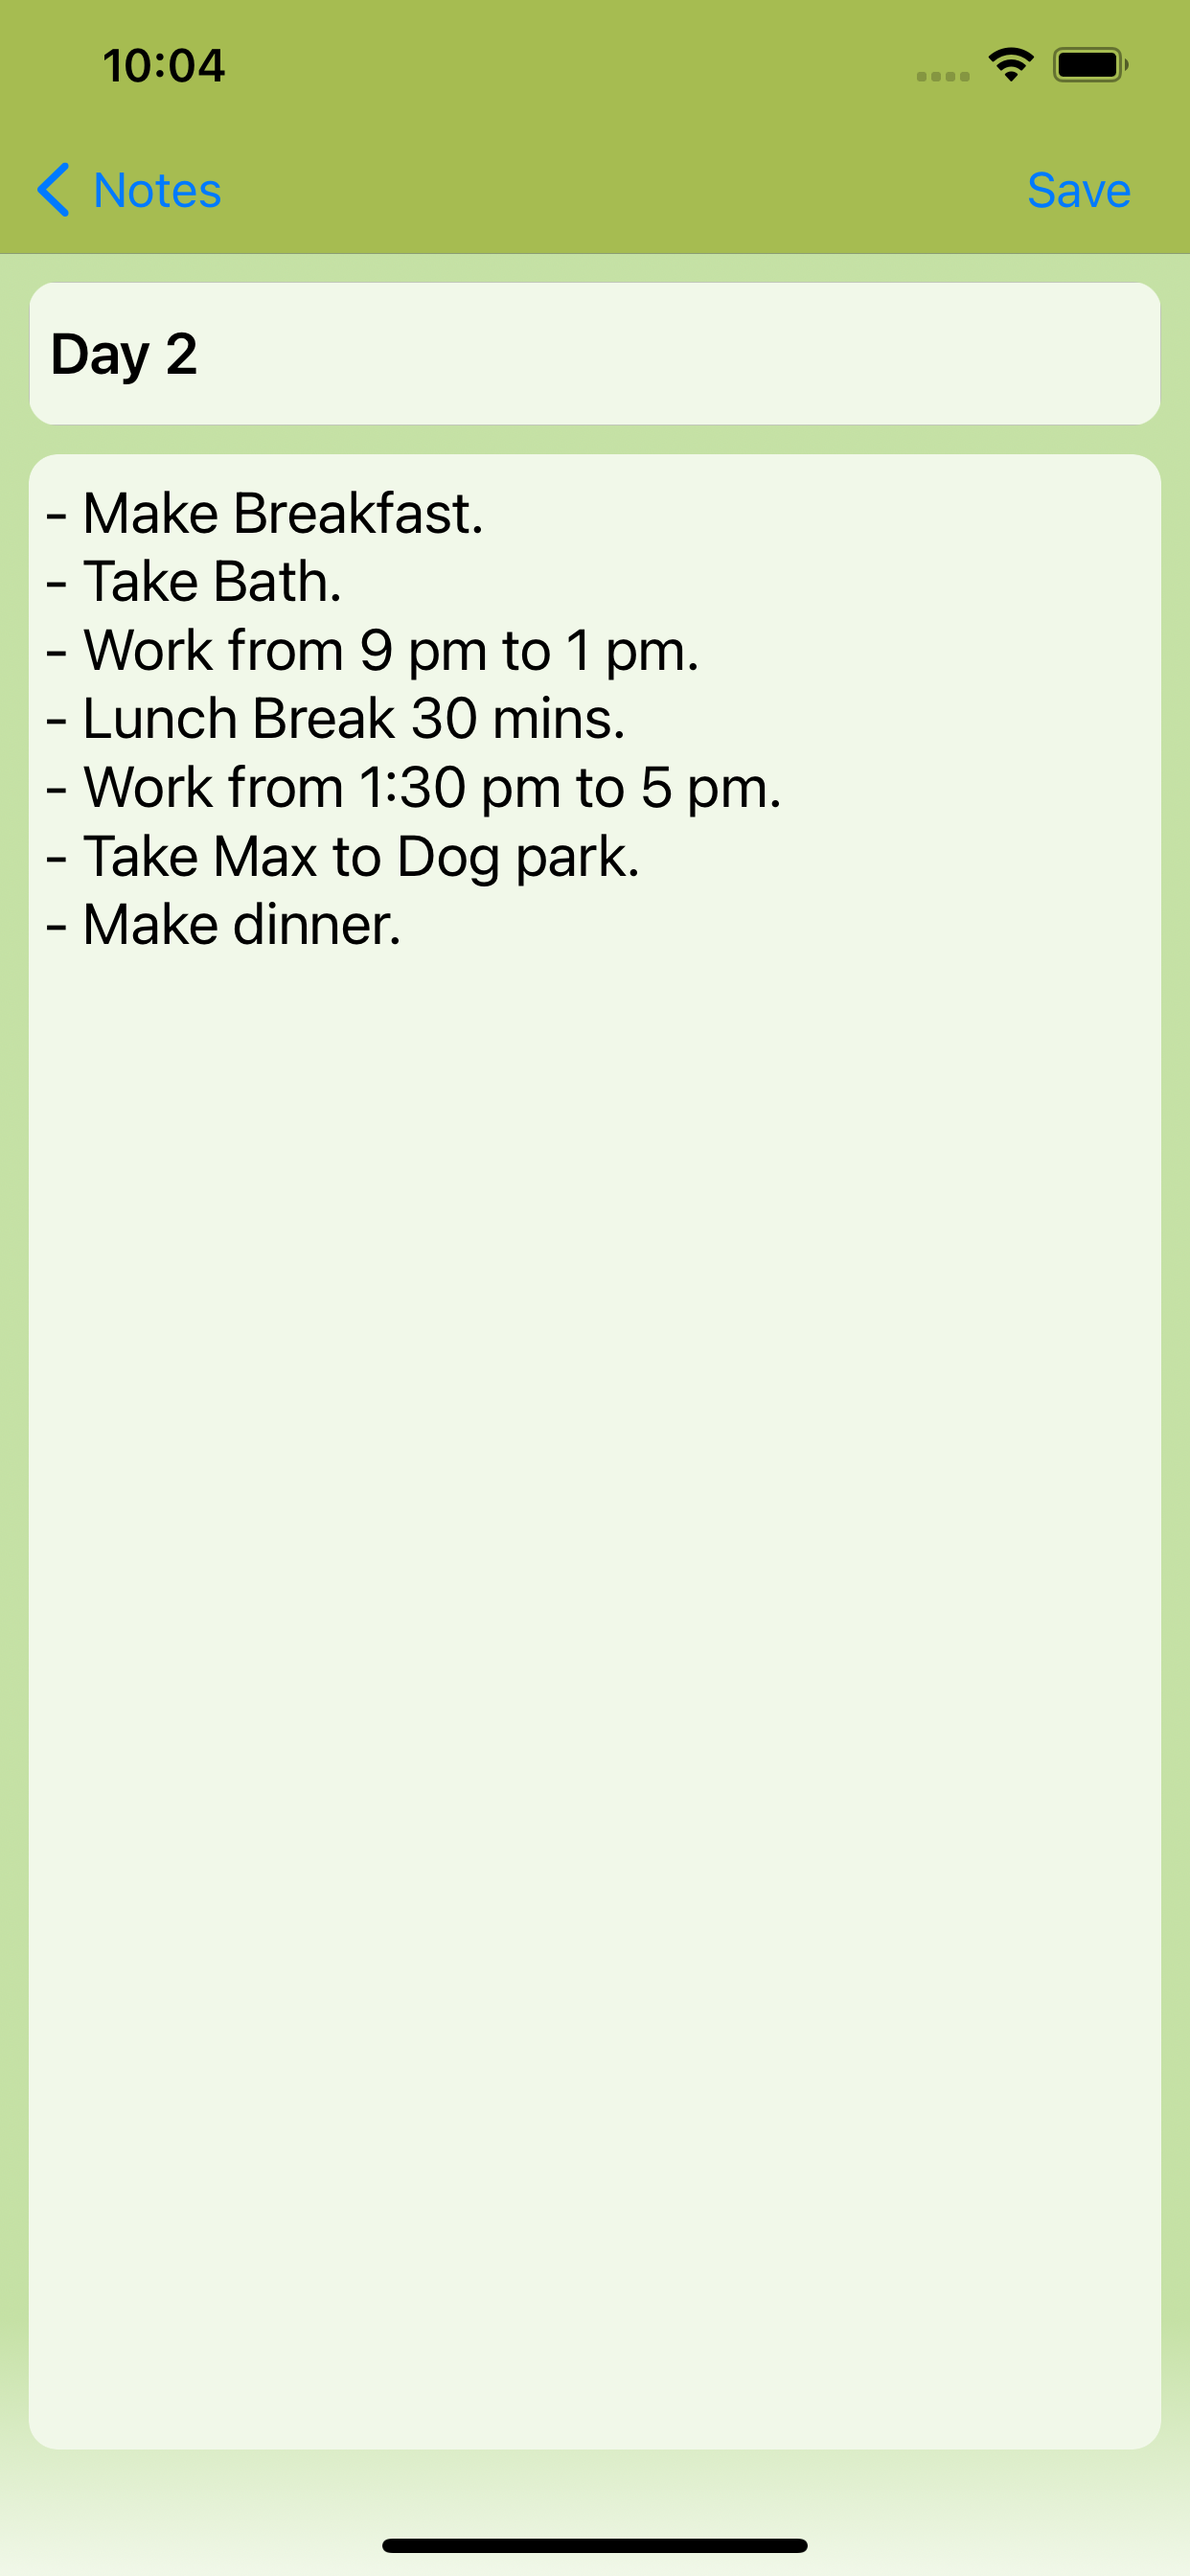 10:04
Notes
Save
Day 2
- Make Breakfast.
- Take Bath.
- Work from 9 pm to 1 pm.
- Lunch Break 30 mins.
- Work from 1:30 pm to 5 pm.
- Take Max to Dog park.
- Make dinner.